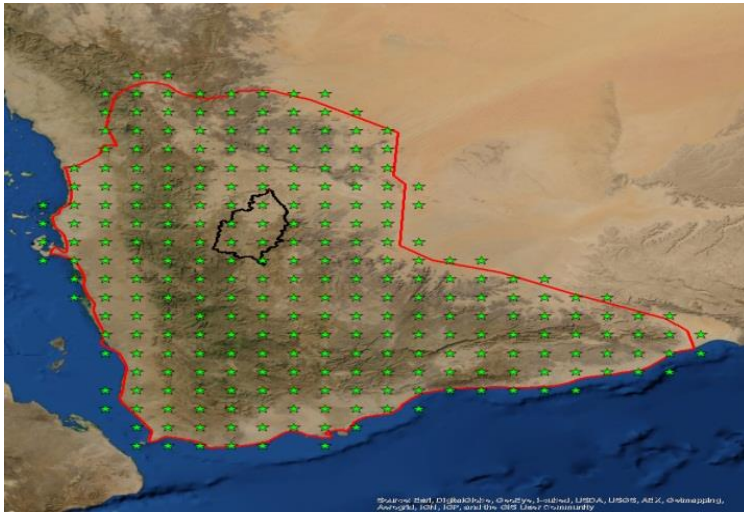 Source: Esri, DigitalGlobe, GeoEye, i-cubed, USDA, USGS, AEX, Getmapping,
Aerogrid, IGN, IGP, and the GIS User Community